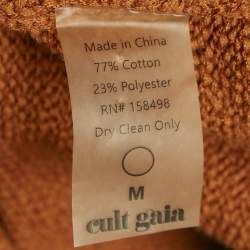 Made in China
77% Cotton
23% Polyester
RN# 158498
Dry Clean Only
M
cult gaia